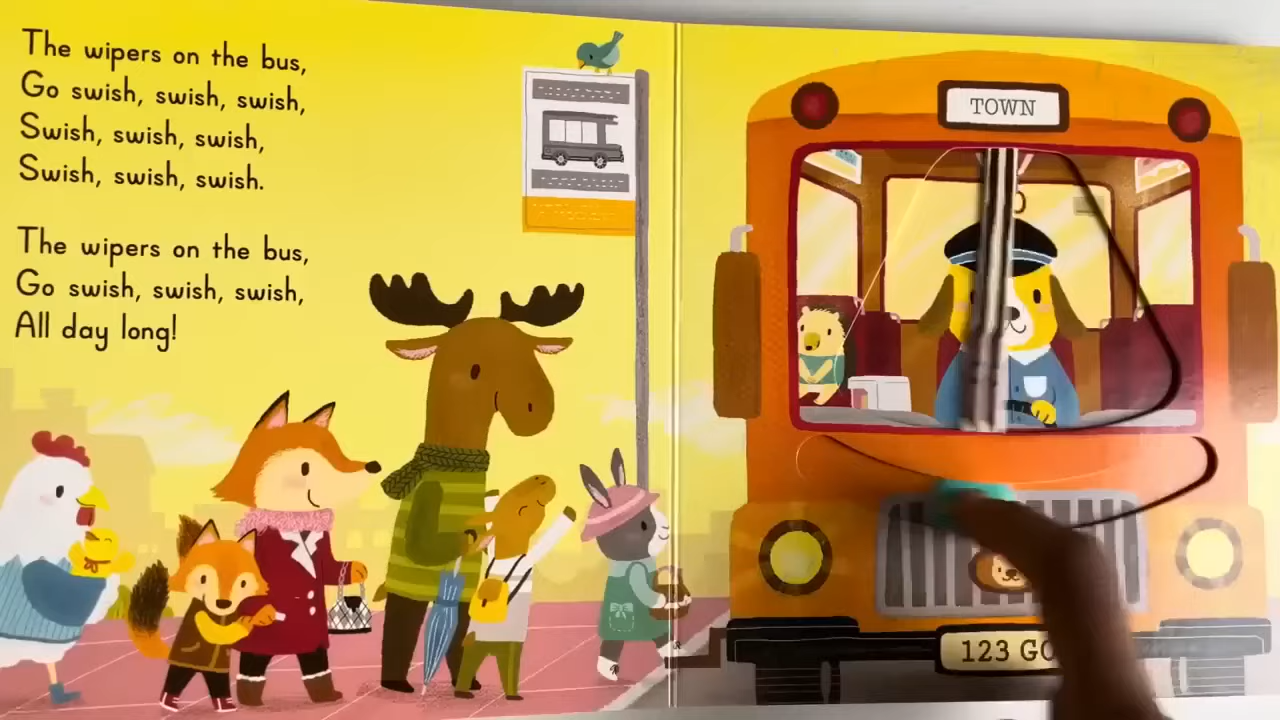 The wipers on the bus,
Go swish, swish, swish,
Swish, swish, swish,
Swish, swish, swish.
The wipers on the bus,
Go swish, swish, swish,
All day long!
TOWN
123 GO